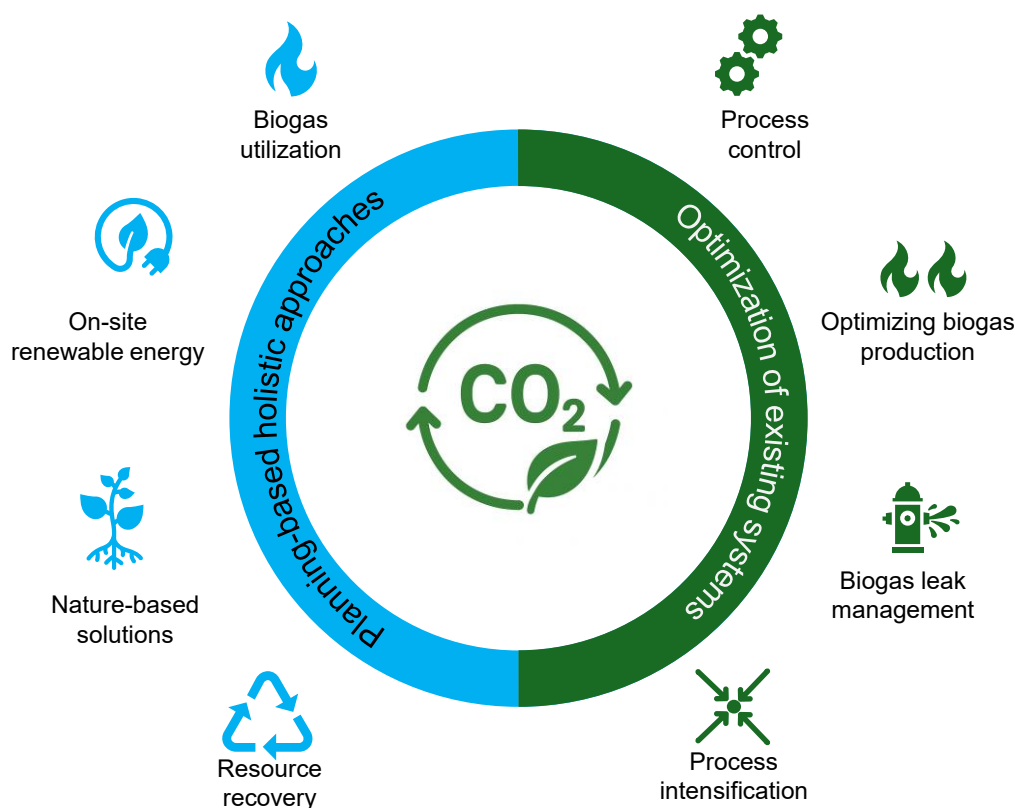 Biogas
utilization
Process
control
On-site
renewable energy
Optimizing biogas
production
Planning-based holistic approaches
CO₂
Optimization of existing systems
Nature-based
solutions
Biogas leak
management
Resource
recovery
Process
intensification